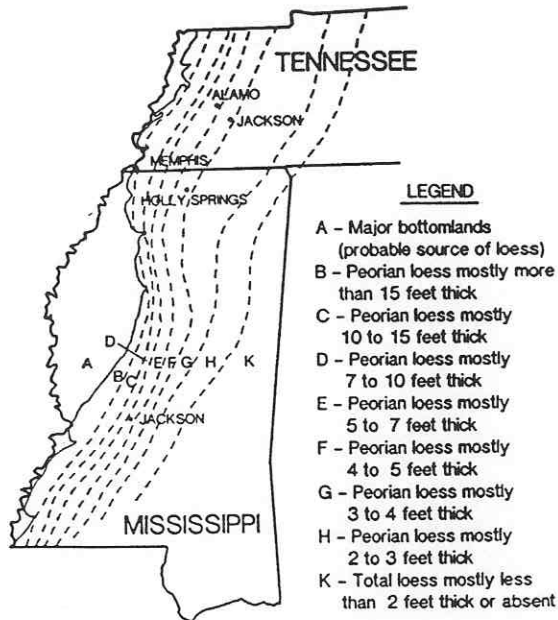 TENNESSEE
ALAMO
JACKSON
MEMPHIS
HOLLY SPRINGS
D
A
B
C
E
F
G
H
K
JACKSON
MISSISSIPPI
LEGEND
A – Major bottomlands
(probable source of loess)
B – Peorian loess mostly more
than 15 feet thick
C – Peorian loess mostly
10 to 15 feet thick
D – Peorian loess mostly
7 to 10 feet thick
E – Peorian loess mostly
5 to 7 feet thick
F – Peorian loess mostly
4 to 5 feet thick
G – Peorian loess mostly
3 to 4 feet thick
H – Peorian loess mostly
2 to 3 feet thick
K – Total loess mostly less
than 2 feet thick or absent